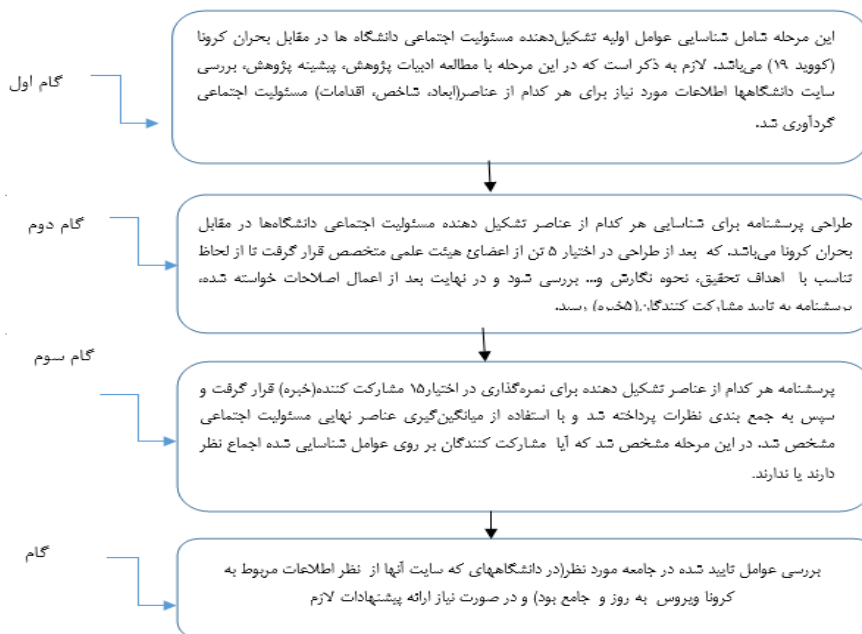 گام اول
این مرحله شامل شناسایی عوامل اولیه تشکیل‌دهنده مسئولیت اجتماعی دانشگاه ها در مقابل بحران کرونا
(کووید ۱۹) می‌باشد. لازم به ذکر است که در این مرحله با مطالعه ادبیات پژوهش، پیشینه پژوهش، بررسی
سایت دانشگاهها اطلاعات مورد نیاز برای هر کدام از عناصر(ابعاد، شاخص، اقدامات) مسئولیت اجتماعی
گردآوری شد.
گام دوم
طراحی پرسشنامه برای شناسایی هر کدام از عناصر تشکیل دهنده مسئولیت اجتماعی دانشگاه‌ها در مقابل
بحران کرونا می‌باشد. که بعد از طراحی در اختیار ۵ تن از اعضائ هیئت علمی متخصص قرار گرفت تا از لحاظ
تناسب با اهداف تحقیق، نحوه نگارش و... بررسی شود و در نهایت بعد از اعمال اصلاحات خواسته شده،
پرسشنامه به تایید مشارکت کنندگان(۵خبره) رسید.
گام سوم
پرسشنامه هر کدام از عناصر تشکیل دهنده برای نمره‌گذاری در اختیار۱۵ مشارکت کننده(خبره) قرار گرفت و
سپس به جمع بندی نظرات پرداخته شد و با استفاده از میانگین‌گیری عناصر نهایی مسئولیت اجتماعی
مشخص شد. در این مرحله مشخص شد که آیا مشارکت کنندگان بر روی عوامل شناسایی شده اجماع نظر
دارند یا ندارند.
گام
بررسی عوامل تایید شده در جامعه مورد نظر(در دانشگاههای که سایت آنها از نظر اطلاعات مربوط به
کرونا ویروس به روز و جامع بود) و در صورت نیاز ارائه پیشنهادات لازم